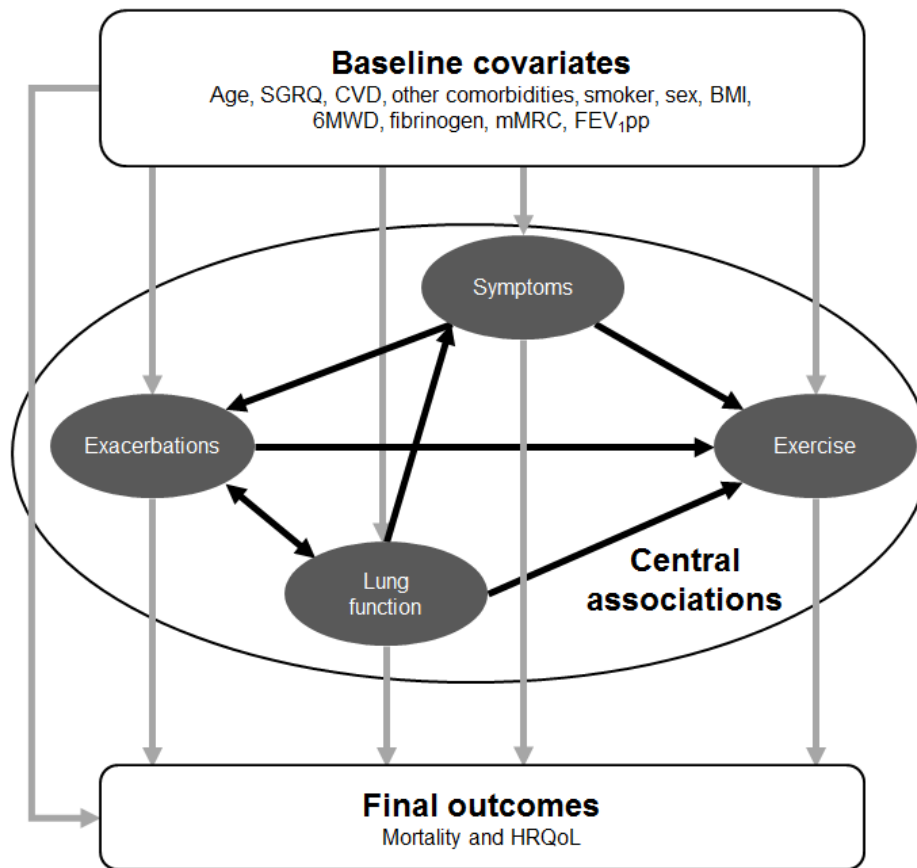 Baseline covariates
Age, SGRQ, CVD, other comorbidities, smoker, sex, BMI,
6MWD, fibrinogen, mMRC, FEV₁pp
Symptoms
Exacerbations
Exercise
Lung
function
Central
associations
Final outcomes
Mortality and HRQoL